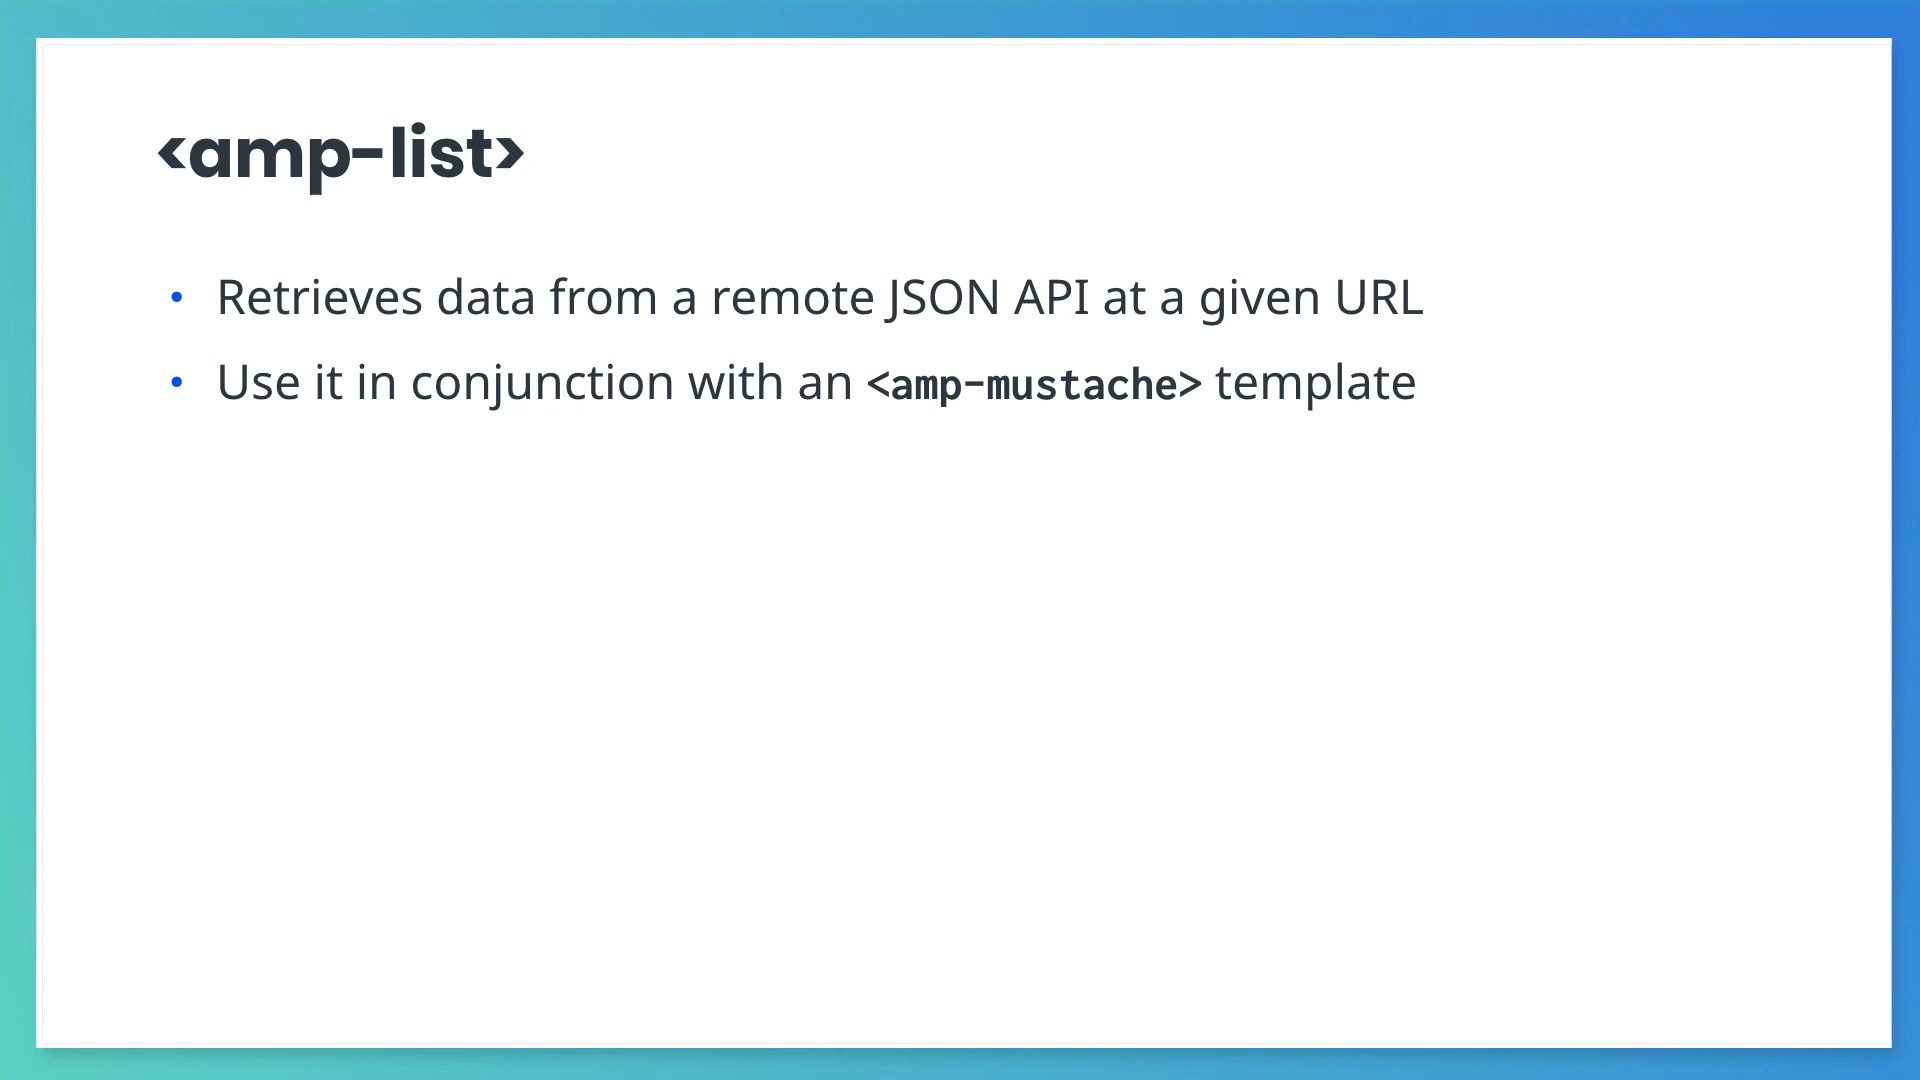 <amp-list>
• Retrieves data from a remote JSON API at a given URL
• Use it in conjunction with an <amp-mustache> template